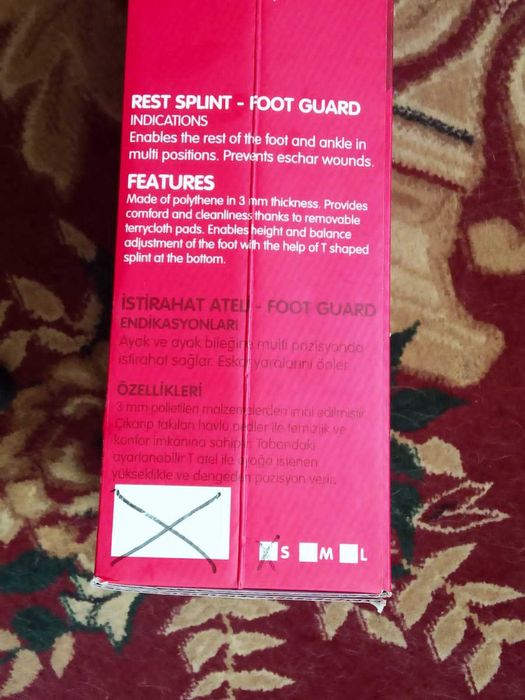 REST SPLINT - FOOT GUARD
INDICATIONS
Enables the rest of the foot and ankle in
multi positions. Prevents eschar wounds.
FEATURES
Made of polythene in 3 mm thickness. Provides
comford and cleanliness thanks to removable
terrycloth pads. Enables height and balance
adjustment of the foot with the help of T shaped
splint at the bottom.
İSTİRAHAT ATELİ - FOOT GUARD
ENDİKASYONLARI
Ayak ve ayak bileğine multi pozisyonda
istirahat sağlar. Eskar yaralarını önler.
ÖZELLİKLERİ
3 mm polietilen malzemelerden imal edilmiştir.
Çıkarıp takılan havlu pedler ile temizlik ve
konfor imkanına sahiptir. Tabandaki
ayarlanabilir T atel ile ayağa istenen
yükseklikte ve dengede pozisyon verir.
S M L